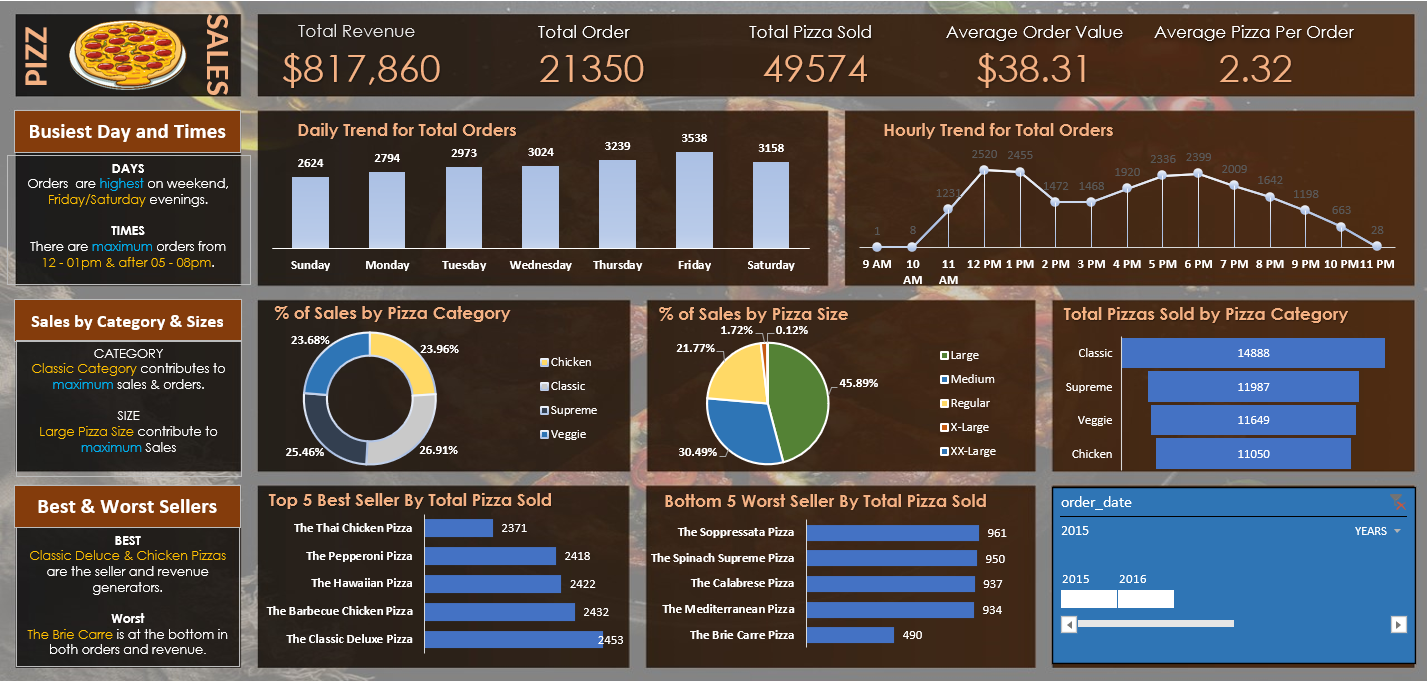 PIZZ
SALES
Total Revenue
$817,860
Total Order
21350
Total Pizza Sold
49574
Average Order Value
$38.31
Average Pizza Per Order
2.32
Busiest Day and Times
DAYS
Orders are highest on weekend,
Friday/Saturday evenings.
TIMES
There are maximum orders from
12 - 01pm & after 05 - 08pm.
Daily Trend for Total Orders
2624
2794
2973
3024
3239
3538
3158
Sunday
Monday
Tuesday
Wednesday
Thursday
Friday
Saturday
Hourly Trend for Total Orders
1
8
1231
2520
2455
1472
1468
1920
2336
2399
2009
1642
1198
663
28
9 AM
10
AM
11
AM
12 PM
1 PM
2 PM
3 PM
4 PM
5 PM
6 PM
7 PM
8 PM
9 PM
10 PM
11 PM
Sales by Category & Sizes
CATEGORY
Classic Category contributes to
maximum sales & orders.
SIZE
Large Pizza Size contribute to
maximum Sales
% of Sales by Pizza Category
23.68%
23.96%
25.46%
26.91%
Chicken
Classic
Supreme
Veggie
% of Sales by Pizza Size
1.72%
0.12%
21.77%
45.89%
30.49%
Large
Medium
Regular
X-Large
XX-Large
Total Pizzas Sold by Pizza Category
Classic
14888
Supreme
11987
Veggie
11649
Chicken
11050
Best & Worst Sellers
BEST
Classic Deluce & Chicken Pizzas
are the seller and revenue
generators.
Worst
The Brie Carre is at the bottom in
both orders and revenue.
Top 5 Best Seller By Total Pizza Sold
The Thai Chicken Pizza 2371
The Pepperoni Pizza 2418
The Hawaiian Pizza 2422
The Barbecue Chicken Pizza 2432
The Classic Deluxe Pizza 2453
Bottom 5 Worst Seller By Total Pizza Sold
The Soppressata Pizza 961
The Spinach Supreme Pizza 950
The Calabrese Pizza 937
The Mediterranean Pizza 934
The Brie Carre Pizza 490
order_date
2015
YEARS
2015
2016